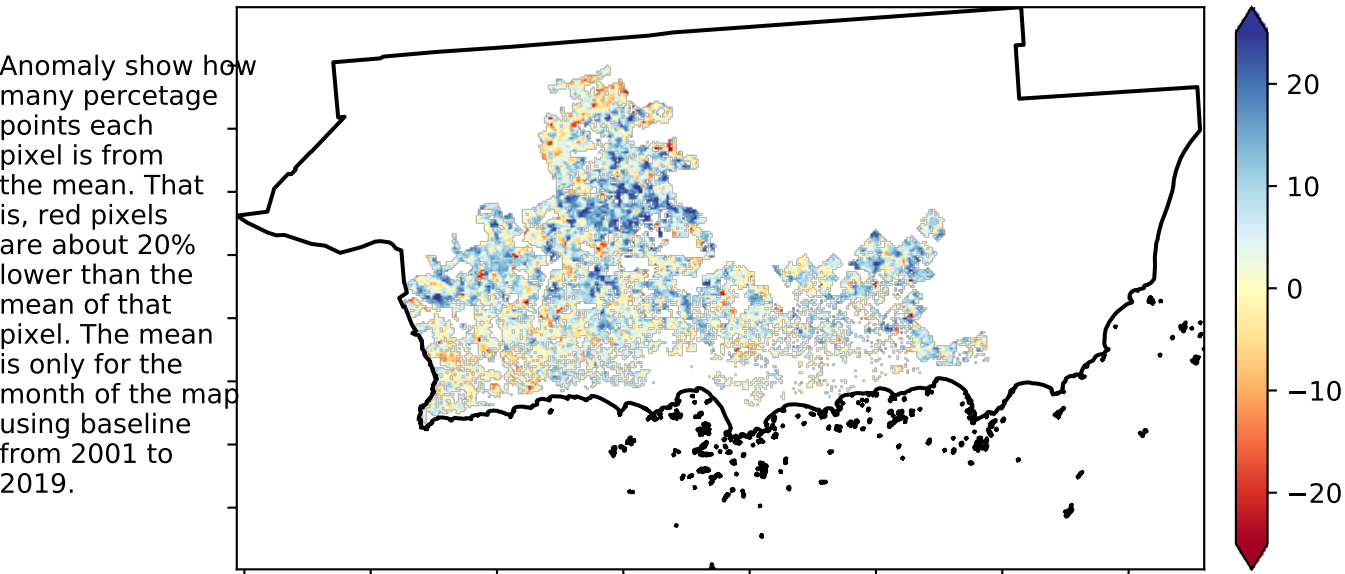 Anomaly show how
many percetage
points each
pixel is from
the mean. That
is, red pixels
are about 20%
lower than the
mean of that
pixel. The mean
is only for the
month of the map
using baseline
from 2001 to
2019.
20
10
0
−10
−20